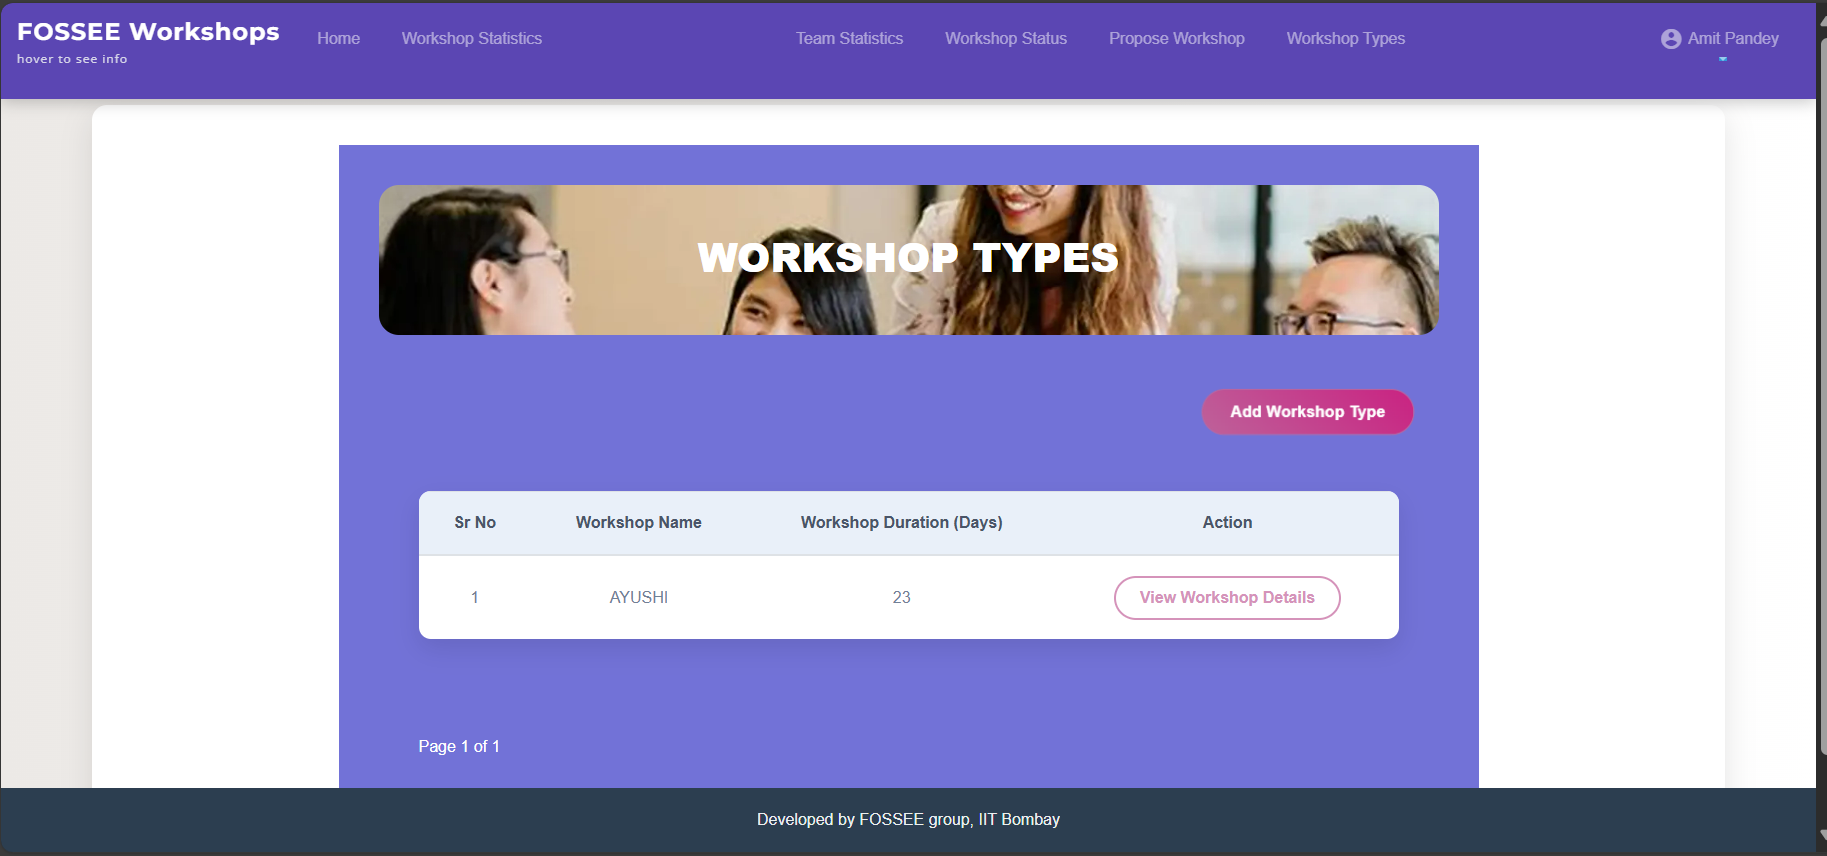 FOSSEE Workshops
hover to see info
Home
Workshop Statistics
Team Statistics
Workshop Status
Propose Workshop
Workshop Types
Amit Pandey
WORKSHOP TYPES
Add Workshop Type
Sr No
Workshop Name
Workshop Duration (Days)
Action
1
AYUSHI
23
View Workshop Details
Page 1 of 1
Developed by FOSSEE group, IIT Bombay